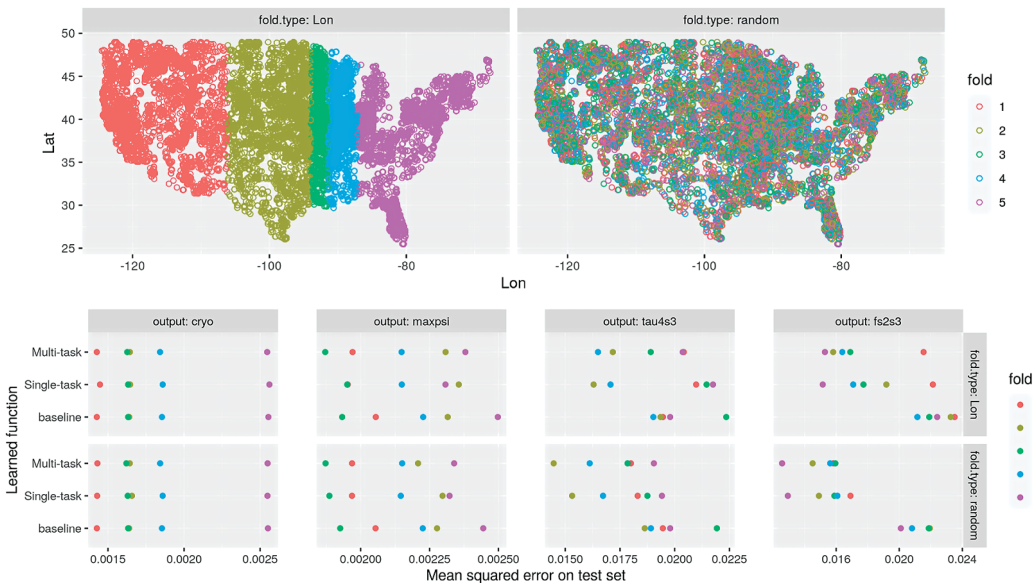 fold.type: Lon
fold.type: random
50
45
40
35
30
25
Lat
-120
-100
-80
-120
-100
-80
Lon
fold
1
2
3
4
5
output: cryo
output: maxpsi
output: tau4s3
output: fs2s3
Multi-task
Single-task
baseline
fold.type: Lon
Multi-task
Single-task
baseline
fold.type: random
Learned function
0.0015
0.0020
0.0025
0.00200
0.00225
0.00250
0.0150
0.0175
0.0200
0.0225
0.016
0.020
0.024
Mean squared error on test set
fold